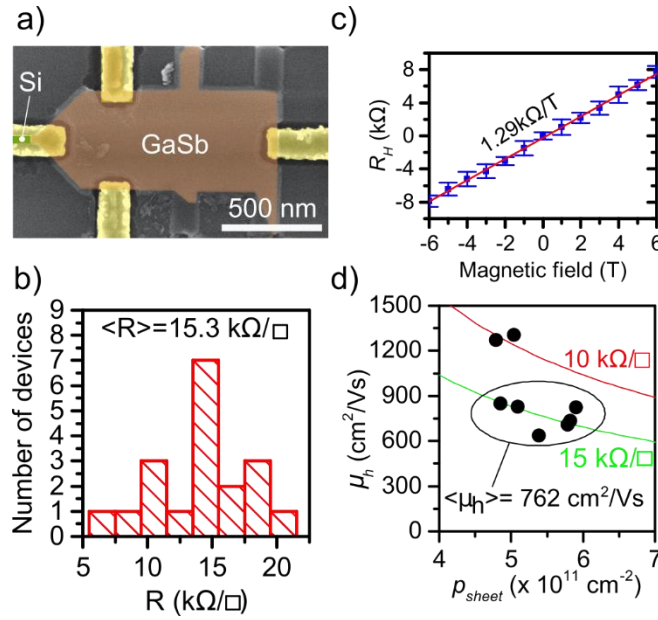 a)
Si
GaSb
500 nm
b)
Number of devices
9
8
7
6
5
4
3
2
1
0
<R>=15.3 kΩ/□
5 10 15 20
R (kΩ/□)
c)
R_H (kΩ)
8
4
0
-4
-8
1.29kΩ/T
-6 -4 -2 0 2 4 6
Magnetic field (T)
d)
μ_h (cm²/Vs)
1500
1200
900
600
300
0
10 kΩ/□
15 kΩ/□
<μ_h>= 762 cm²/Vs
4 5 6 7
p_sheet (x 10¹¹ cm⁻²)